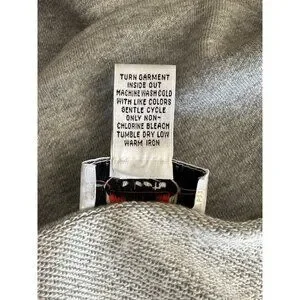 TURN GARMENT
INSIDE OUT
MACHINE WASH COLD
WITH LIKE COLORS
GENTLE CYCLE
ONLY NON-
CHLORINE BLEACH
TUMBLE DRY LOW
WARM IRON